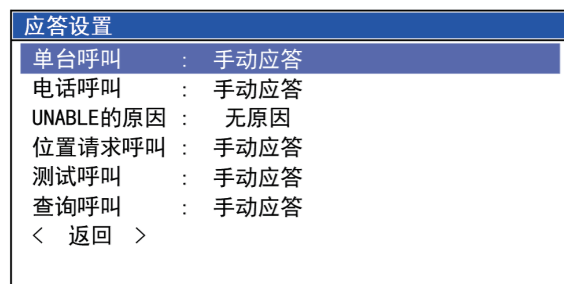 应答设置
单台呼叫 : 手动应答
电话呼叫 : 手动应答
UNABLE的原因 : 无原因
位置请求呼叫 : 手动应答
测试呼叫 : 手动应答
查询呼叫 : 手动应答
< 返回 >